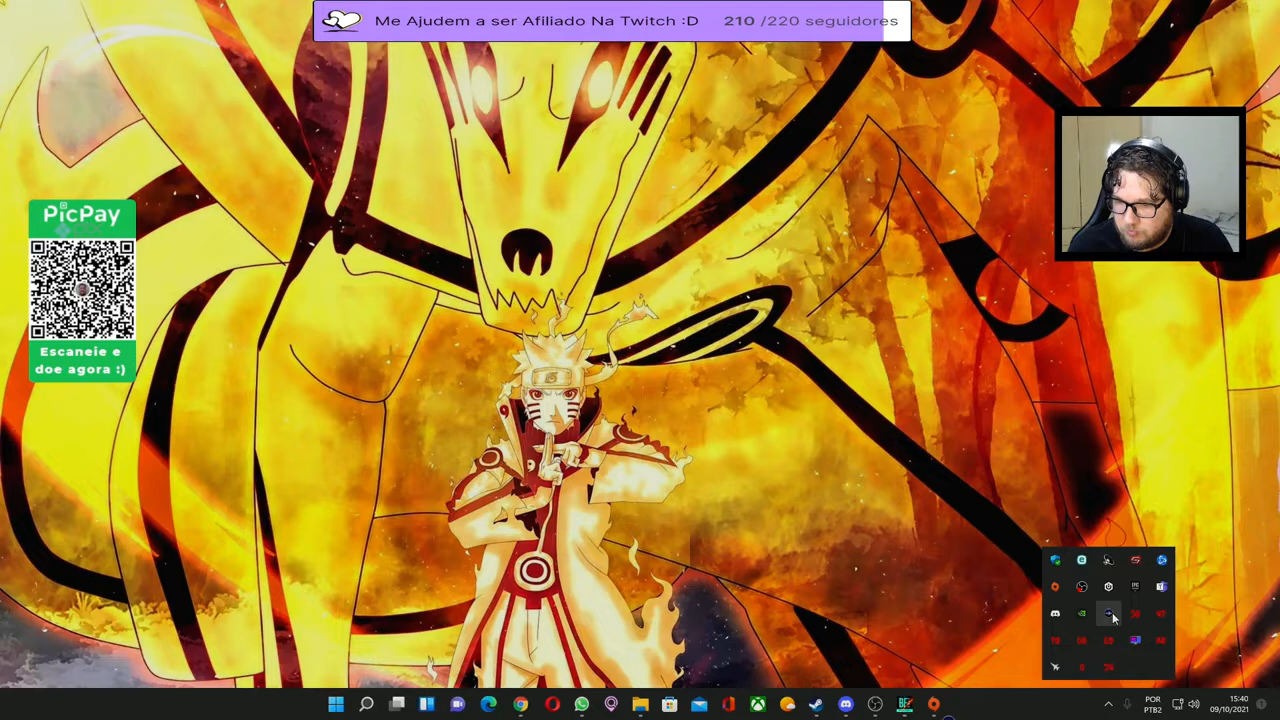 Me Ajudem a ser Afiliado Na Twitch :D 210 /220 seguidores
PicPay
Escaneie e
doe agora :)
POR
PTB2
15:40
09/10/2021